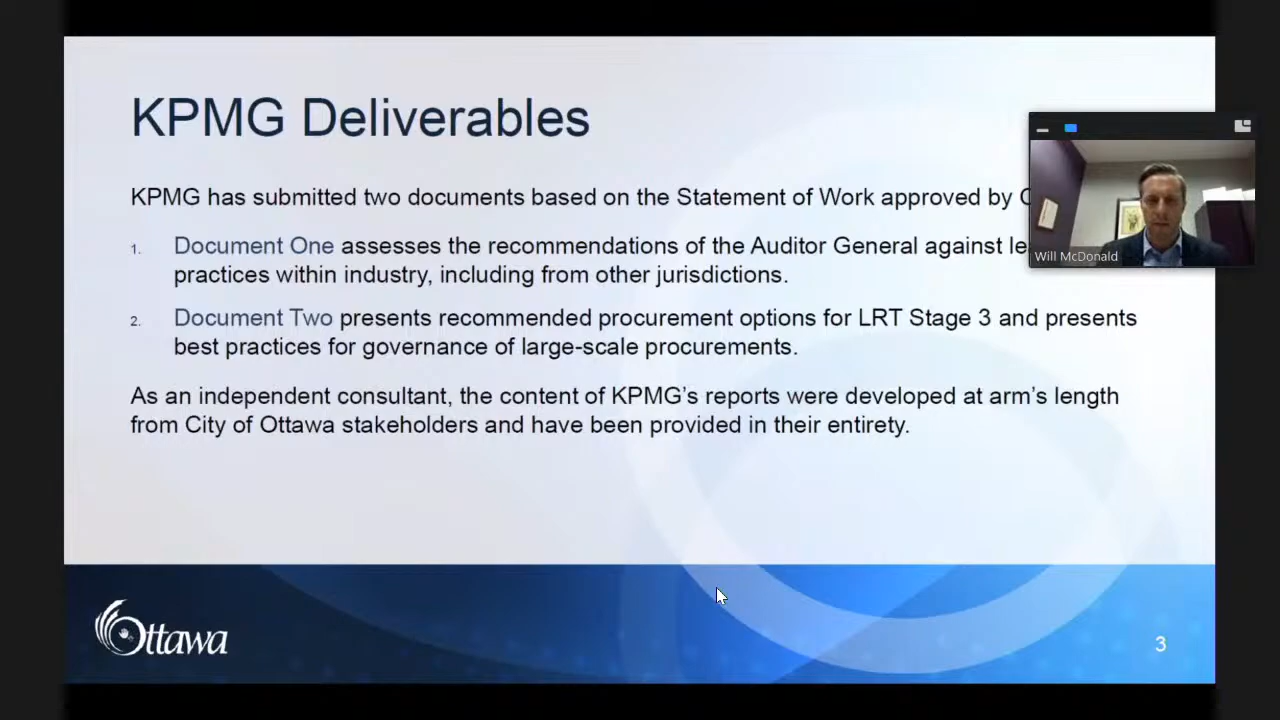 KPMG Deliverables
KPMG has submitted two documents based on the Statement of Work approved by
1. Document One assesses the recommendations of the Auditor General against
practices within industry, including from other jurisdictions.
Will McDonald
2. Document Two presents recommended procurement options for LRT Stage 3 and presents
best practices for governance of large-scale procurements.
As an independent consultant, the content of KPMG's reports were developed at arm's length
from City of Ottawa stakeholders and have been provided in their entirety.
Ottawa
3